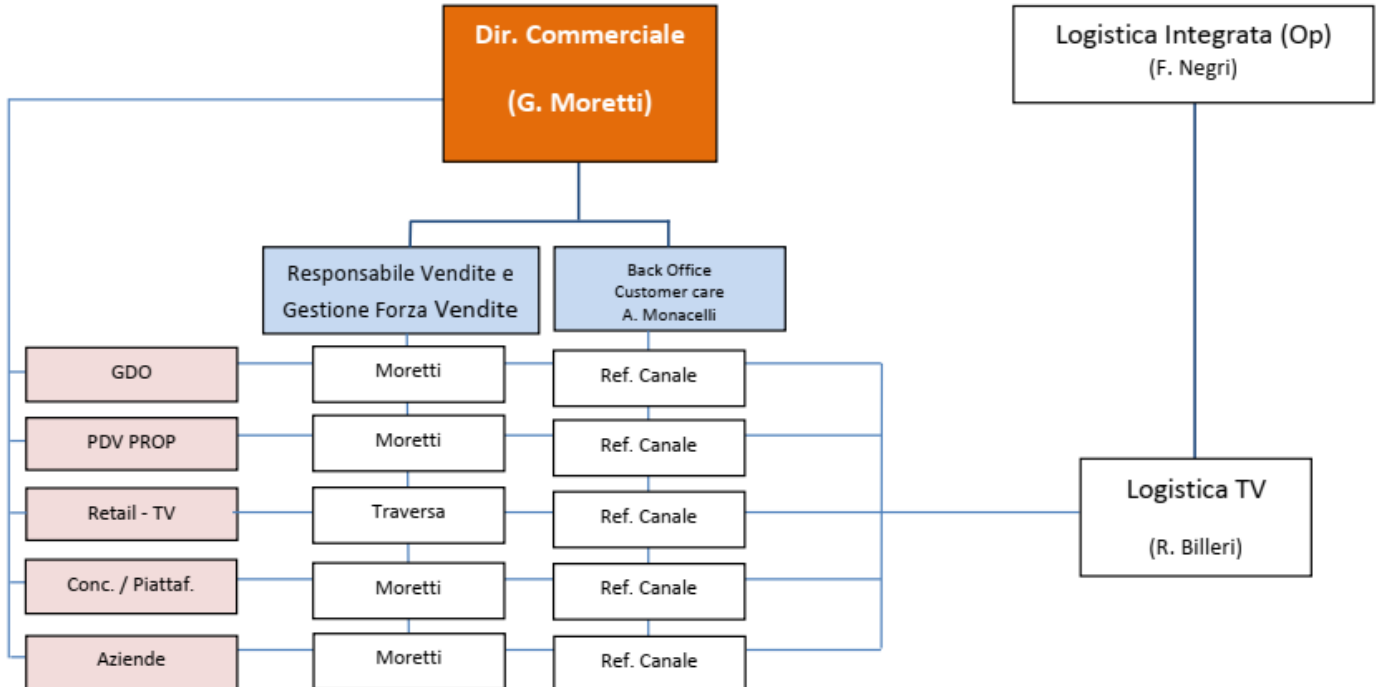 Dir. Commerciale
(G. Moretti)
Logistica Integrata (Op)
(F. Negri)
Responsabile Vendite e
Gestione Forza Vendite
Back Office
Customer care
A. Monacelli
GDO
Moretti
Ref. Canale
PDV PROP
Moretti
Ref. Canale
Retail - TV
Traversa
Ref. Canale
Conc. / Piattaf.
Moretti
Ref. Canale
Aziende
Moretti
Ref. Canale
Logistica TV
(R. Billeri)